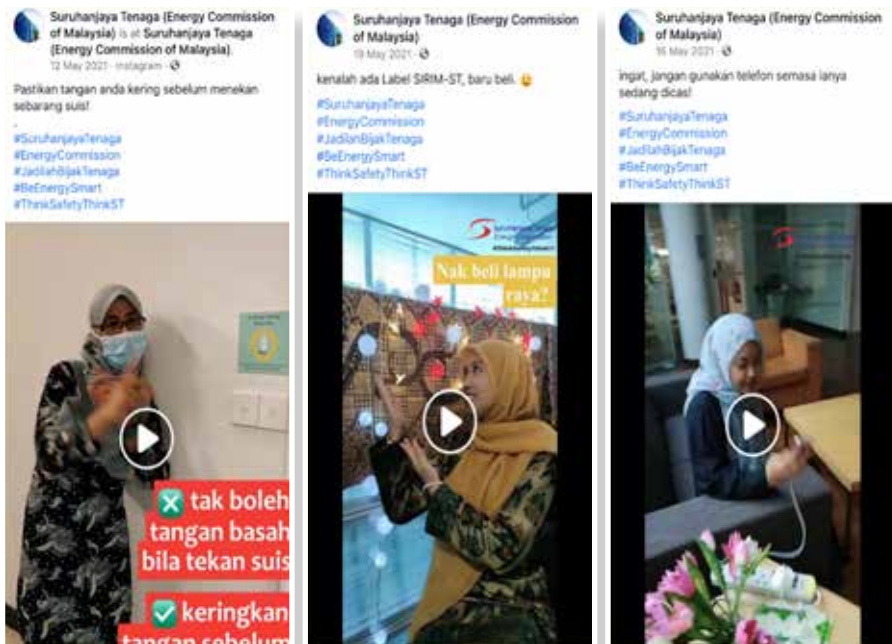 Suruhanjaya Tenaga (Energy Commission
of Malaysia) is at Suruhanjaya Tenaga
(Energy Commission of Malaysia).
12 May 2021 · Instagram ·
Pastikan tangan anda kering sebelum menekan
sebarang suis!
.
#SuruhanjayaTenaga
#EnergyCommission
#JadilahBijakTenaga
#BeEnergySmart
#ThinkSafetyThinkST
tak boleh
tangan basah
bila tekan suis
keringkan
tangan sebelum
Suruhanjaya Tenaga (Energy Commission
of Malaysia)
19 May 2021 ·
kenalah ada Label SIRIM-ST, baru beli.
#SuruhanjayaTenaga
#EnergyCommission
#JadilahBijakTenaga
#BeEnergySmart
#ThinkSafetyThinkST
Suruhanjaya Tenaga
Energy Commission
Nak beli lampu
raya?
Suruhanjaya Tenaga (Energy Commission
of Malaysia)
16 May 2021 ·
ingat, jangan gunakan telefon semasa ianya
sedang dicas!
#SuruhanjayaTenaga
#EnergyCommission
#JadilahBijakTenaga
#BeEnergySmart
#ThinkSafetyThinkST